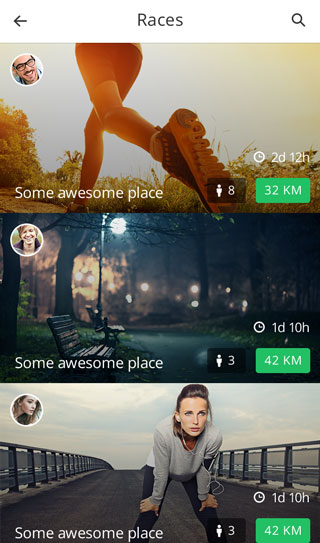 Races
2d 12h
Some awesome place 8 32 KM
1d 10h
Some awesome place 3 42 KM
1d 10h
Some awesome place 3 42 KM